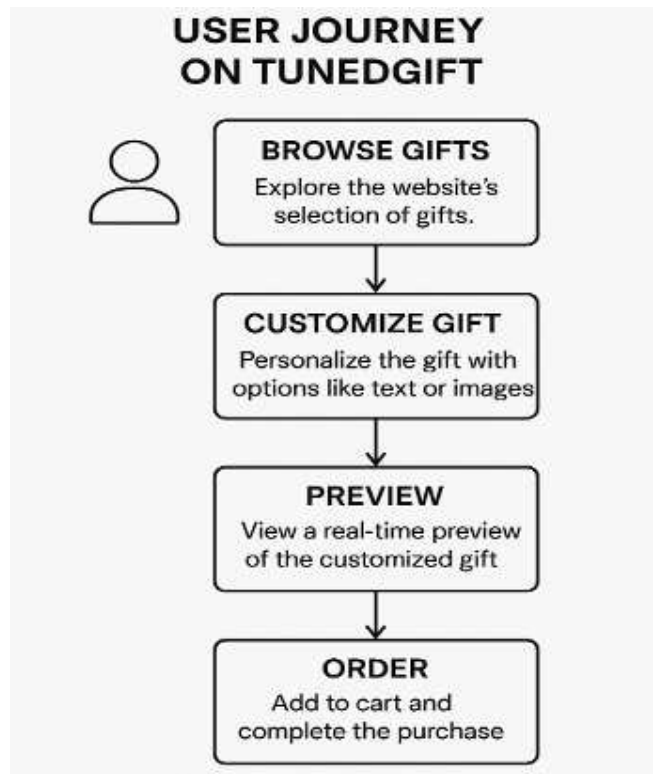 USER JOURNEY
ON TUNEDGIFT
BROWSE GIFTS
Explore the website's
selection of gifts.
CUSTOMIZE GIFT
Personalize the gift with
options like text or images
PREVIEW
View a real-time preview
of the customized gift
ORDER
Add to cart and
complete the purchase